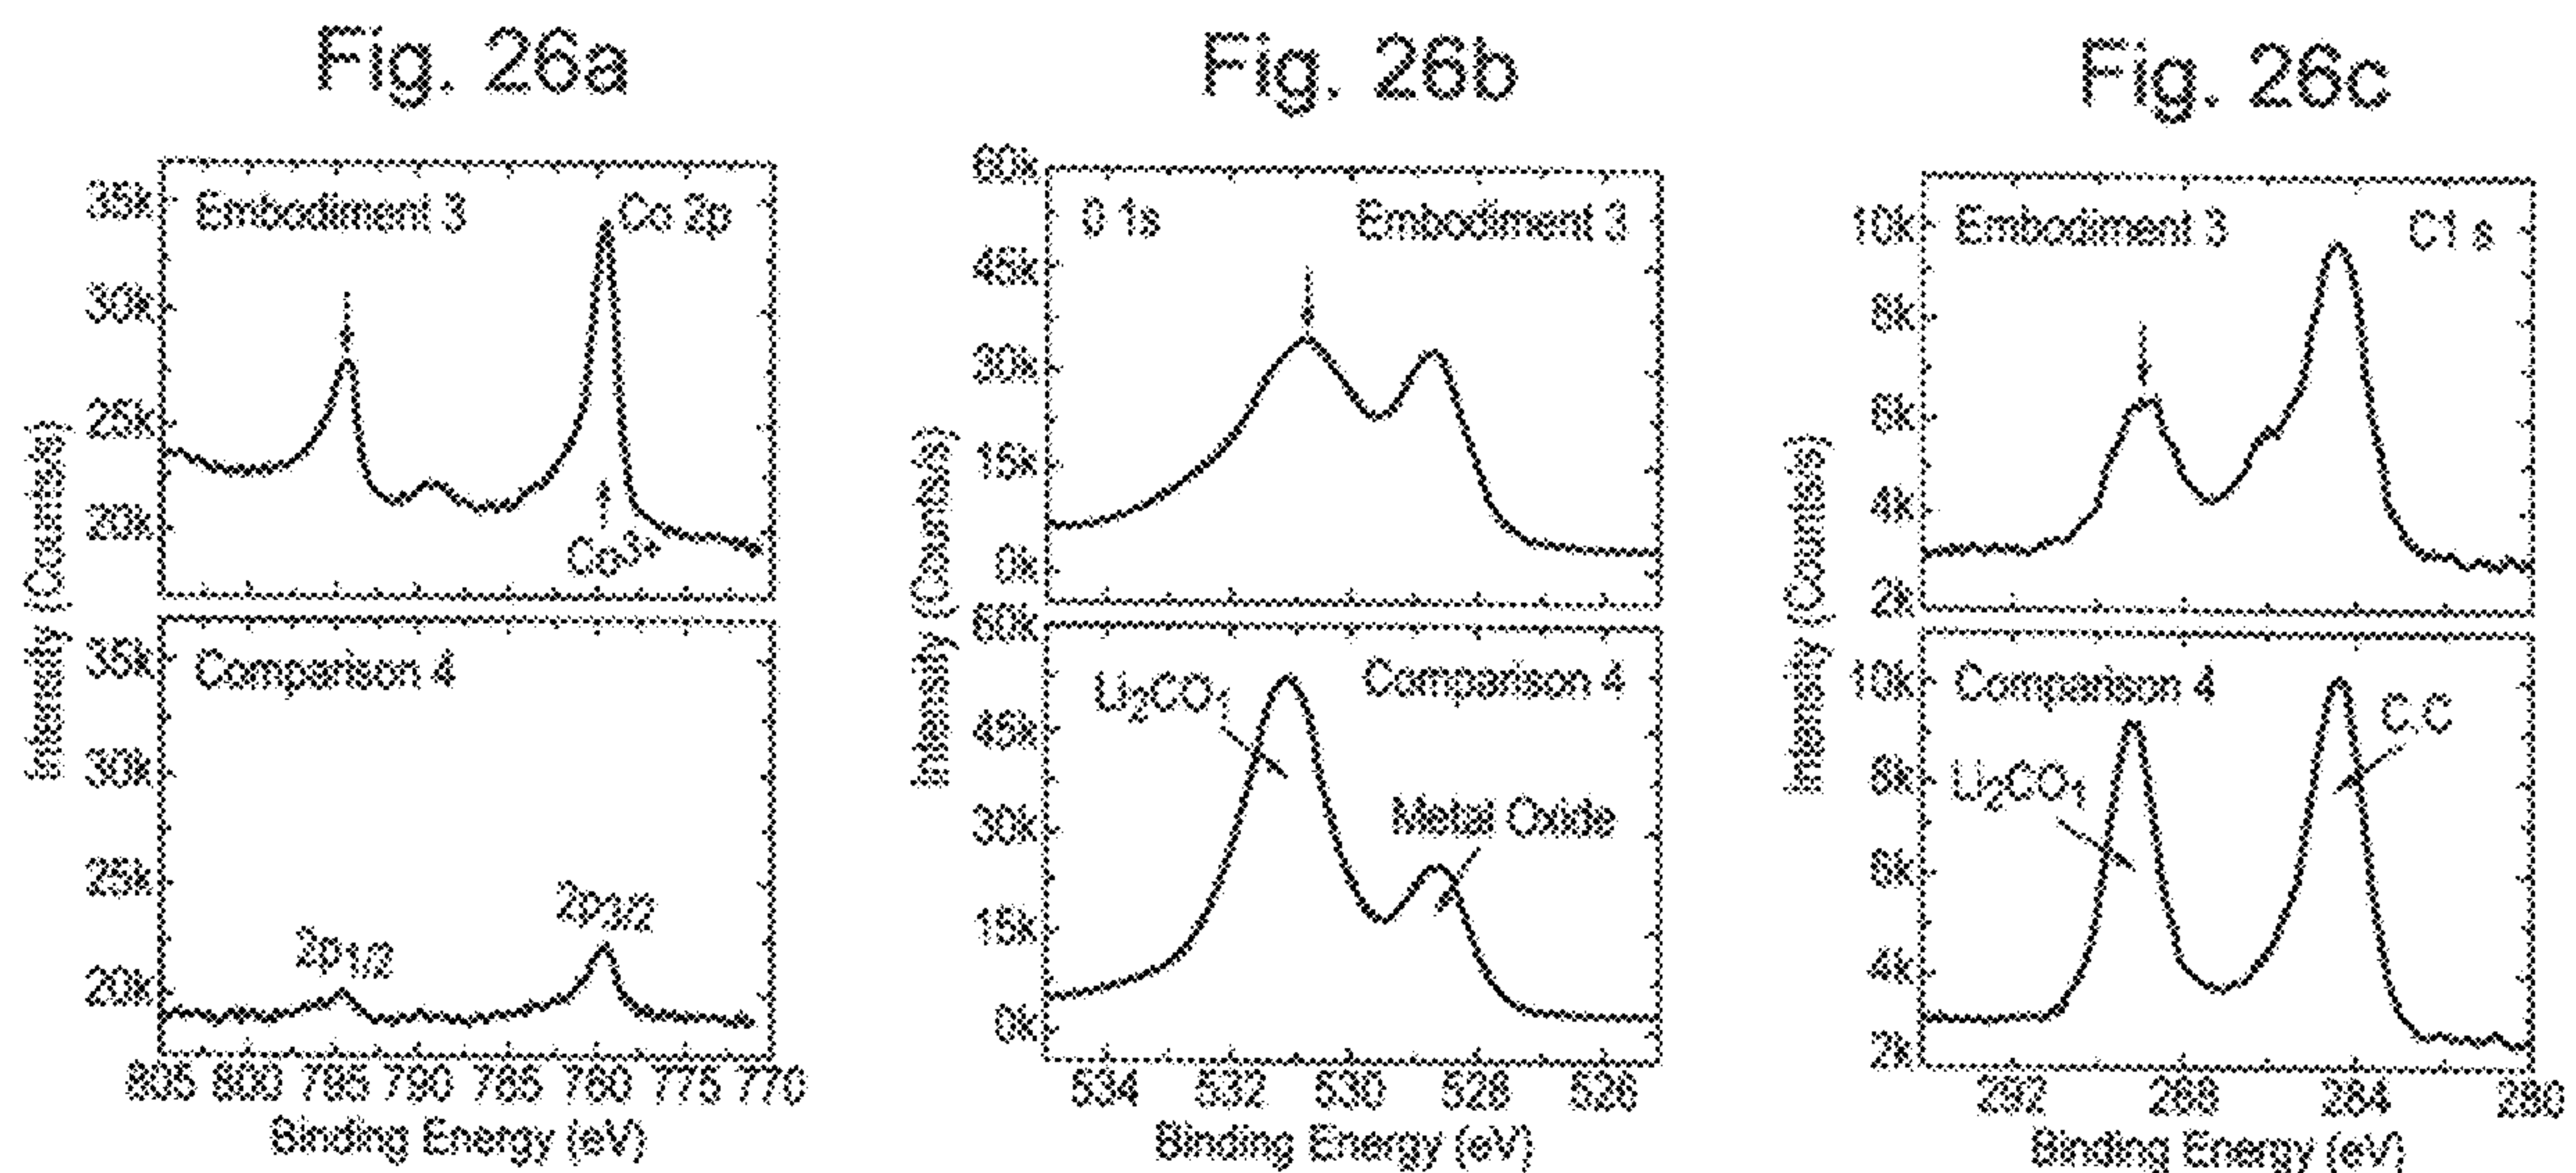 Fig. 26a
35k
30k
25k
20k
Embodiment 3
Co 2p
Co3+
35k
30k
25k
20k
Comparison 4
2p1/2
2p3/2
Intensity (Counts)
805 800 795 790 785 780 775 770
Binding Energy (eV)
Fig. 26b
60k
45k
30k
15k
0k
O 1s
Embodiment 3
60k
45k
30k
15k
0k
Li2CO1
Comparison 4
Metal Oxide
Intensity (Counts)
534 532 530 528 526
Binding Energy (eV)
Fig. 26c
10k
8k
6k
4k
2k
Embodiment 3
C1 s
10k
8k
6k
4k
2k
Comparison 4
C.C
Li2CO1
Intensity (Counts)
292 288 284 280
Binding Energy (eV)